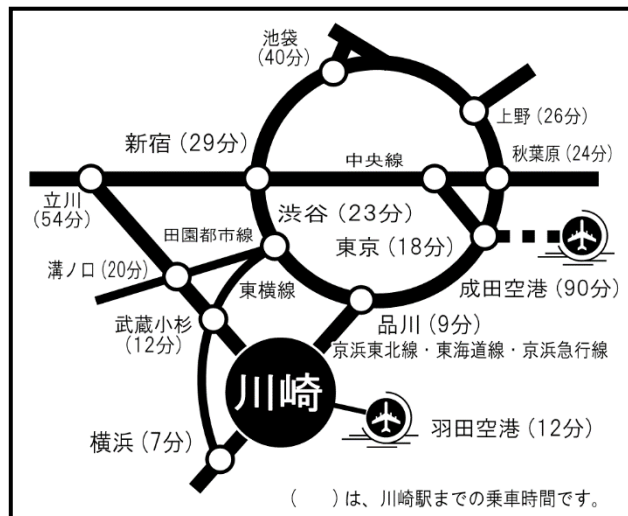 池袋
(40分)
上野(26分)
新宿(29分)
中央線
秋葉原(24分)
立川
(54分)
渋谷(23分)
田園都市線
東京(18分)
溝ノ口(20分)
東横線
成田空港(90分)
武蔵小杉
(12分)
品川(9分)
京浜東北線・東海道線・京浜急行線
川崎
横浜(7分)
羽田空港(12分)
(　　)は、川崎駅までの乗車時間です。